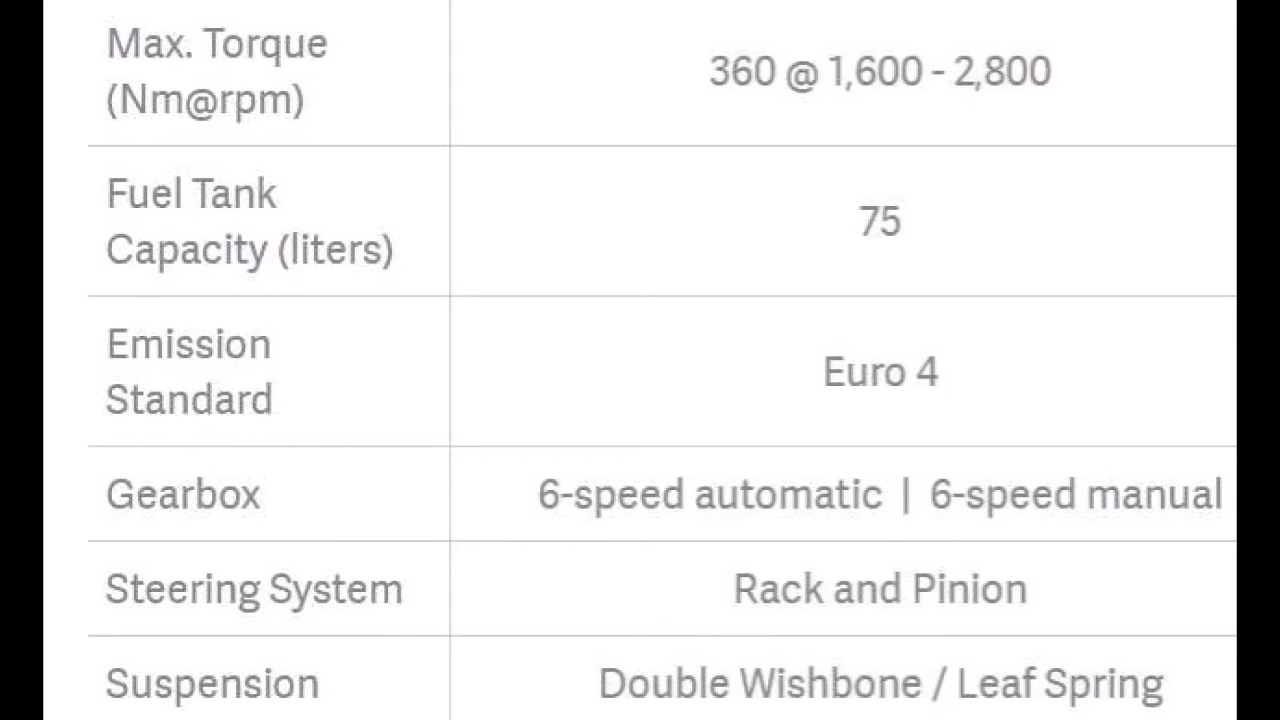 Max. Torque
(Nm@rpm)
360 @ 1,600 - 2,800
Fuel Tank
Capacity (liters)
75
Emission
Standard
Euro 4
Gearbox
6-speed automatic | 6-speed manual
Steering System
Rack and Pinion
Suspension
Double Wishbone / Leaf Spring